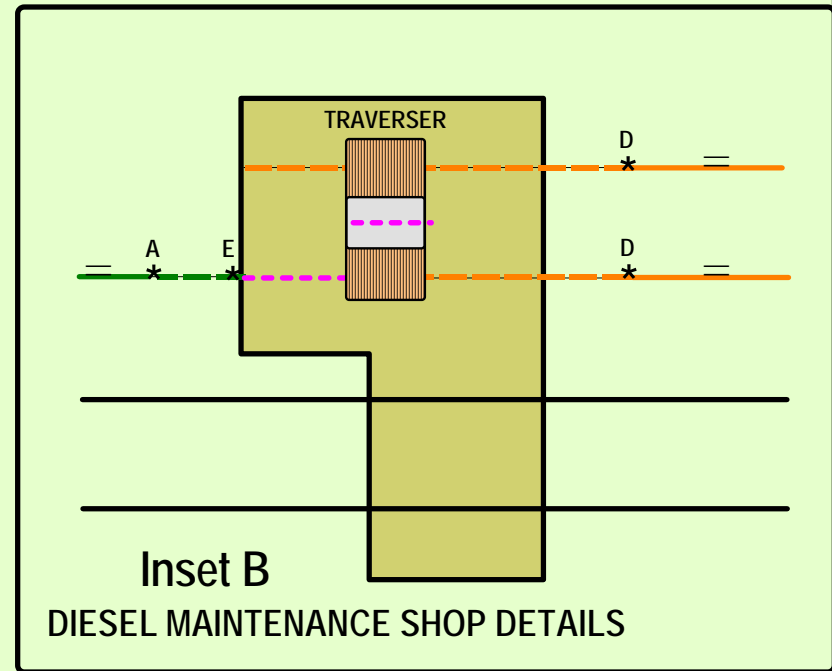 TRAVERSER
D
*
A
E
*
*
D
*
Inset B
DIESEL MAINTENANCE SHOP DETAILS